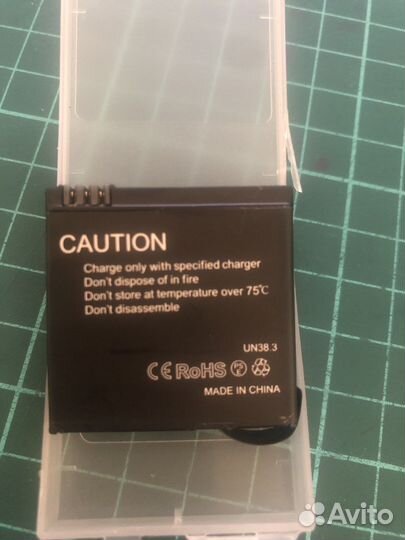 CAUTION
Charge only with specified charger
Don't dispose of in fire
Don't store at temperature over 75℃
Don't disassemble
UN38.3
CE RoHS PS
MADE IN CHINA
Avito